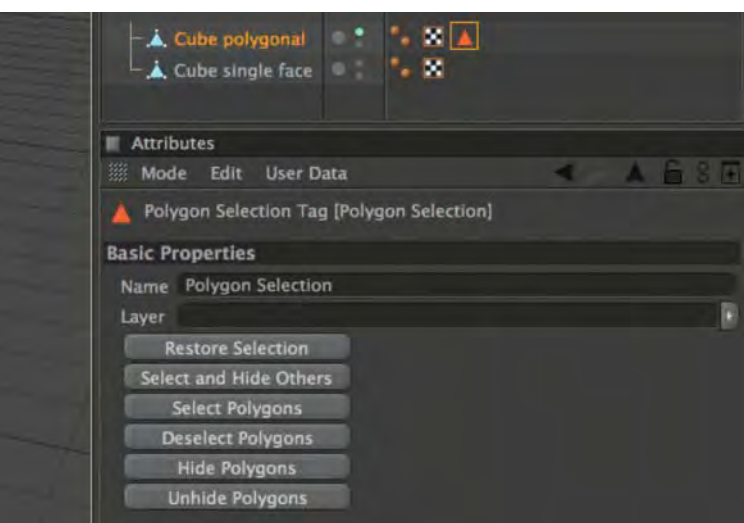 Cube polygonal
Cube single face
Attributes
Mode Edit User Data
Polygon Selection Tag [Polygon Selection]
Basic Properties
Name Polygon Selection
Layer
Restore Selection
Select and Hide Others
Select Polygons
Deselect Polygons
Hide Polygons
Unhide Polygons